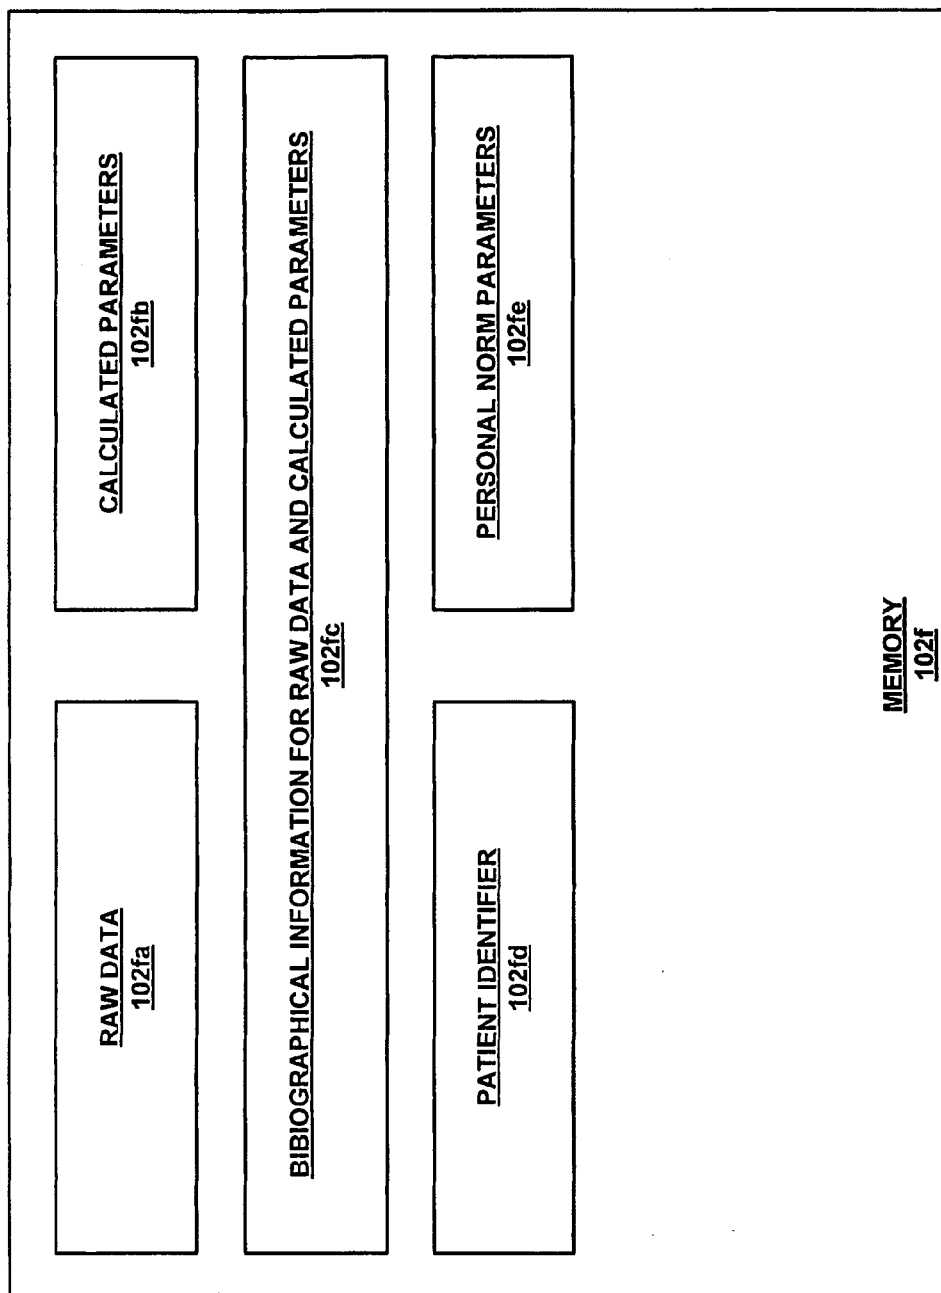 RAW DATA
102fa
CALCULATED PARAMETERS
102fb
BIBIOGRAPHICAL INFORMATION FOR RAW DATA AND CALCULATED PARAMETERS
102fc
PATIENT IDENTIFIER
102fd
PERSONAL NORM PARAMETERS
102fe
MEMORY
102f